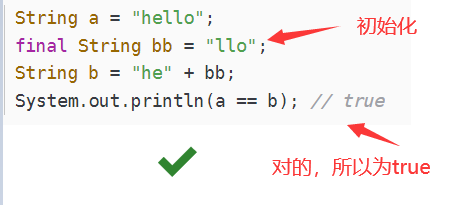 String a = "hello";
final String bb = "llo";
初始化
String b = "he" + bb;
System.out.println(a == b); // true
对的，所以为true